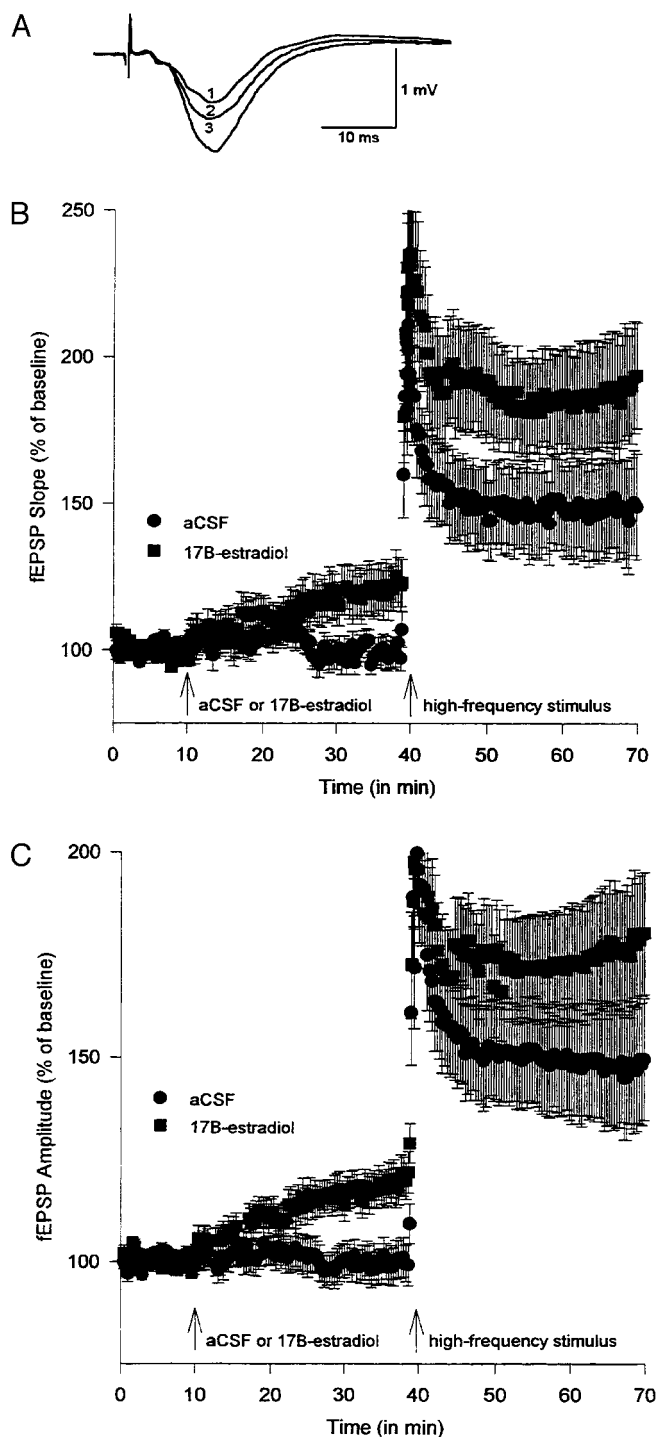 A
1
2
3
1 mV
10 ms
B
250
200
150
100
fEPSP Slope (% of baseline)
aCSF
17B-estradiol
aCSF or 17B-estradiol
high-frequency stimulus
0 10 20 30 40 50 60 70
Time (in min)
C
200
150
100
fEPSP Amplitude (% of baseline)
aCSF
17B-estradiol
aCSF or 17B-estradiol
high-frequency stimulus
0 10 20 30 40 50 60 70
Time (in min)